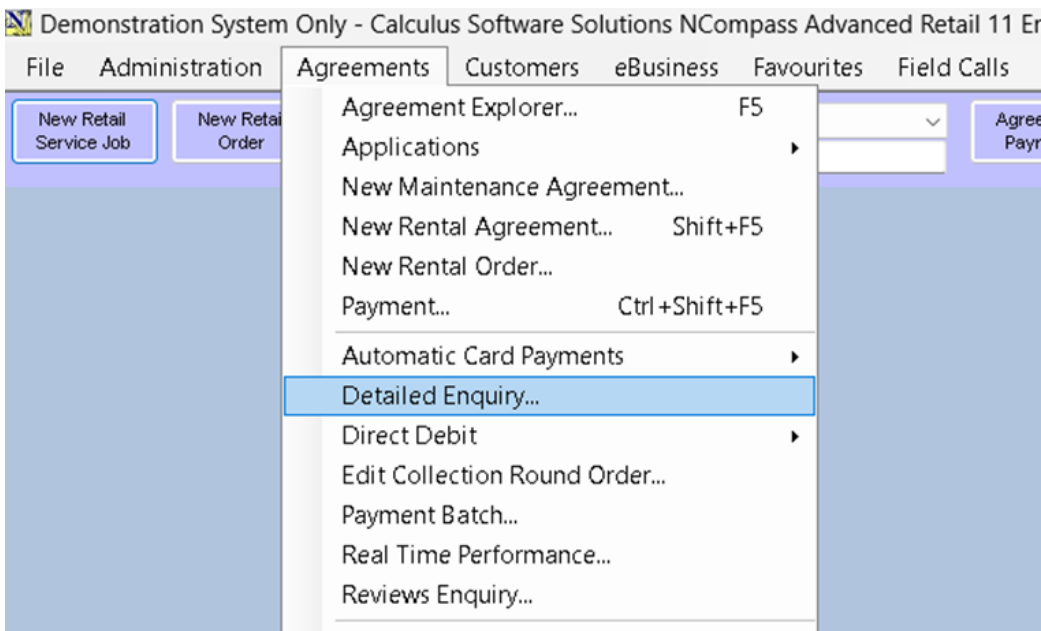 Demonstration System Only - Calculus Software Solutions NCompass Advanced Retail 11
File Administration Agreements Customers eBusiness Favourites Field Calls
New Retail
Service Job
New
Order
Agreement Explorer... F5
Applications
New Maintenance Agreement...
New Rental Agreement... Shift+F5
New Rental Order...
Payment... Ctrl+Shift+F5
Automatic Card Payments
Detailed Enquiry...
Direct Debit
Edit Collection Round Order...
Payment Batch...
Real Time Performance...
Reviews Enquiry...